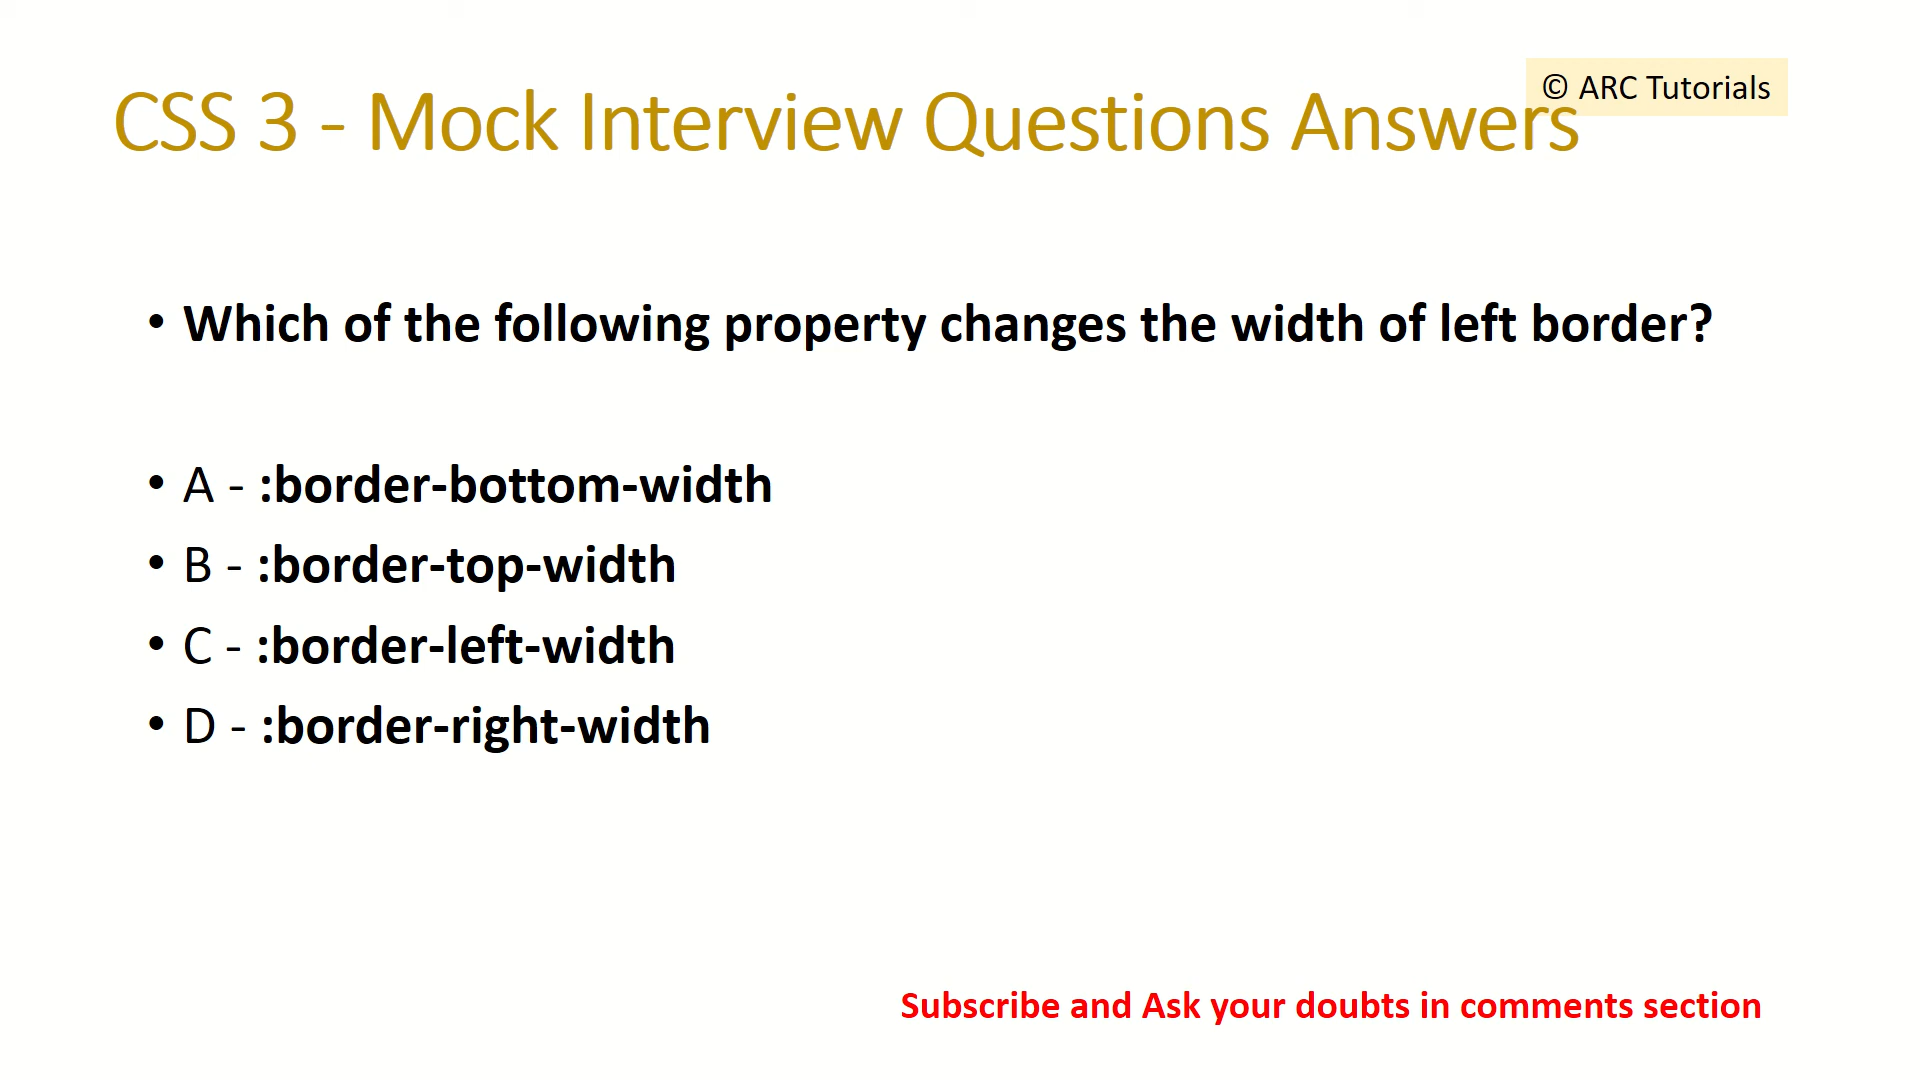 © ARC Tutorials
CSS 3 - Mock Interview Questions Answers
• Which of the following property changes the width of left border?
• A - :border-bottom-width
• B - :border-top-width
• C - :border-left-width
• D - :border-right-width
Subscribe and Ask your doubts in comments section